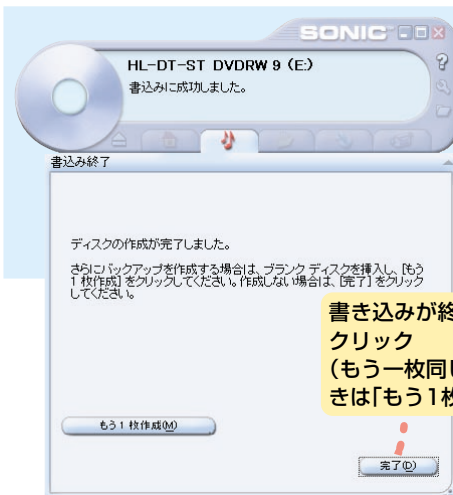 SONIC
HL-DT-ST DVDRW 9 (E:)
書込みに成功しました。
書込み終了
ディスクの作成が完了しました。
さらにバックアップを作成する場合は、ブランク ディスクを挿入し、[もう
1 枚作成] をクリックしてください。作成しない場合は、[完了] をクリック
してください。
書き込みが終
クリック
(もう一枚同じ
きは「もう1枚
もう 1 枚作成(M)
完了(D)